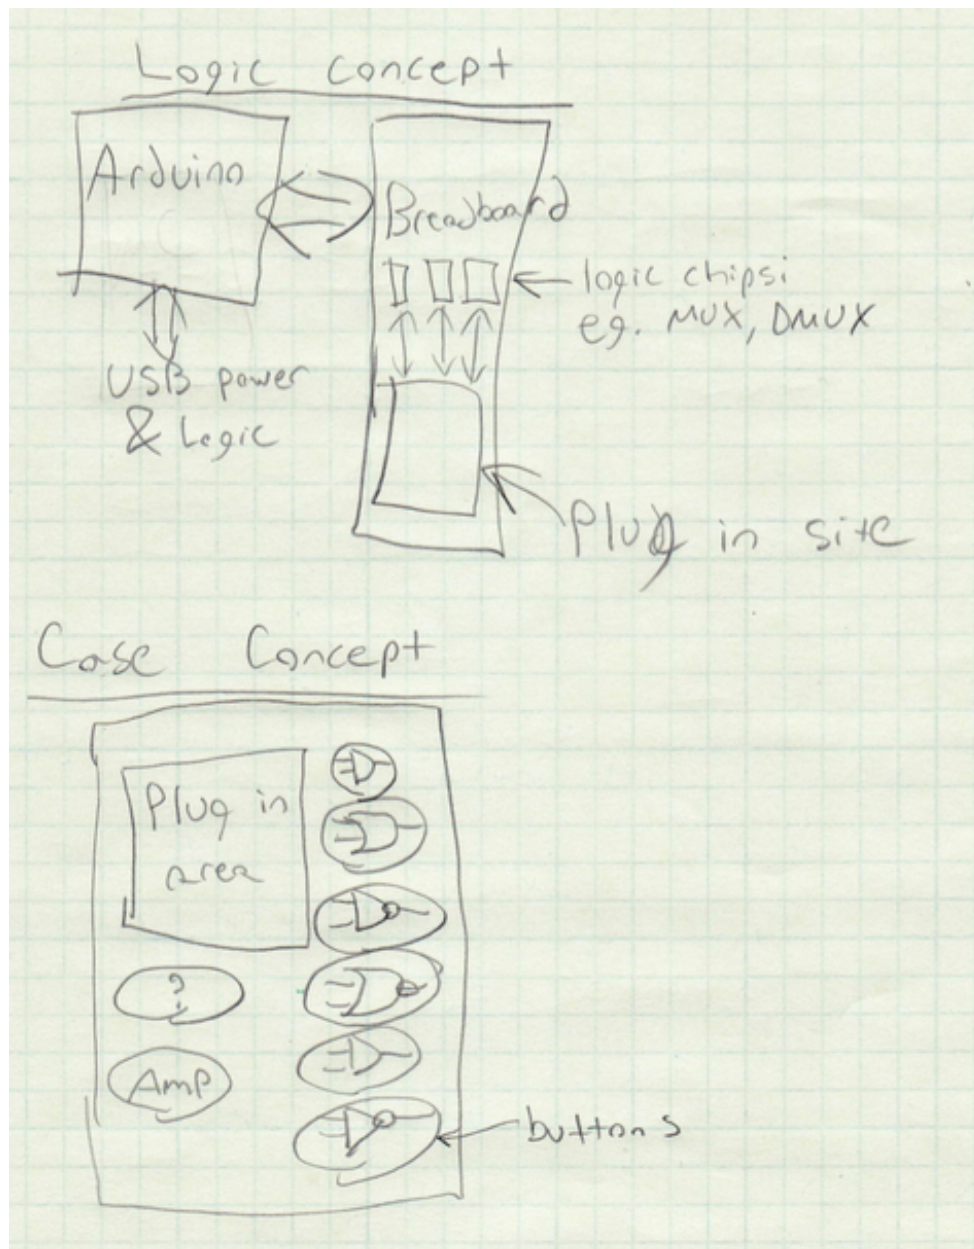 Logic Concept
Arduino
Breadboard
logic chips;
eg. MUX, DMUX
USB power
& Logic
Plug in site
Case Concept
Plug in
area
?
Amp
buttons